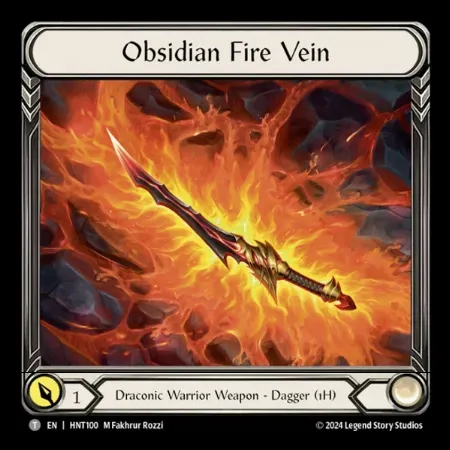 Obsidian Fire Vein
1
Draconic Warrior Weapon - Dagger (1H)
T EN | HNT100 M Fakhrur Rozzi
© 2024 Legend Story Studios